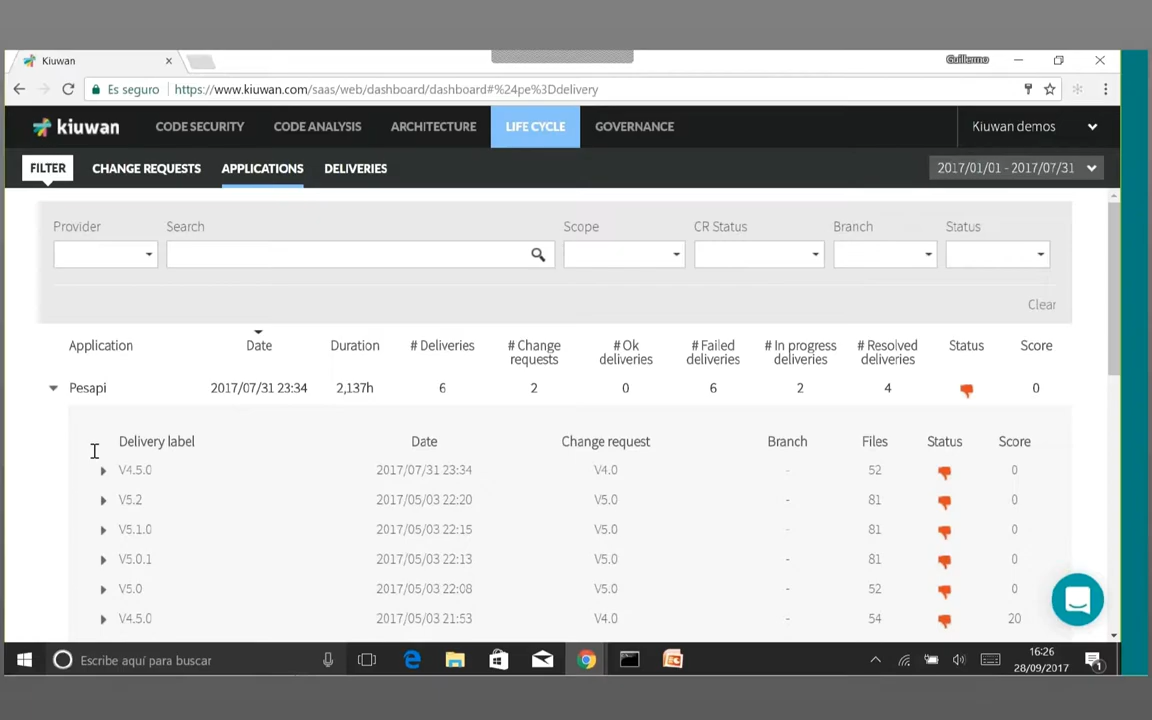 Kiuwan
Guillermo
Es seguro https://www.kiuwan.com/saas/web/dashboard/dashboard#%24pe%3Ddelivery
kiuwan CODE SECURITY CODE ANALYSIS ARCHITECTURE LIFE CYCLE GOVERNANCE Kiuwan demos
FILTER CHANGE REQUESTS APPLICATIONS DELIVERIES 2017/01/01 - 2017/07/31
Provider Search Scope CR Status Branch Status
Clear
Application Date Duration # Deliveries # Change requests # Ok deliveries # Failed deliveries # In progress deliveries # Resolved deliveries Status Score
Pesapi 2017/07/31 23:34 2,137h 6 2 0 6 2 4 0
Delivery label Date Change request Branch Files Status Score
V4.5.0 2017/07/31 23:34 V4.0 - 52 0
V5.2 2017/05/03 22:20 V5.0 - 81 0
V5.1.0 2017/05/03 22:15 V5.0 - 81 0
V5.0.1 2017/05/03 22:13 V5.0 - 81 0
V5.0 2017/05/03 22:08 V5.0 - 52 0
V4.5.0 2017/05/03 21:53 V4.0 - 54 20
Escribe aquí para buscar
16:26
28/09/2017
1